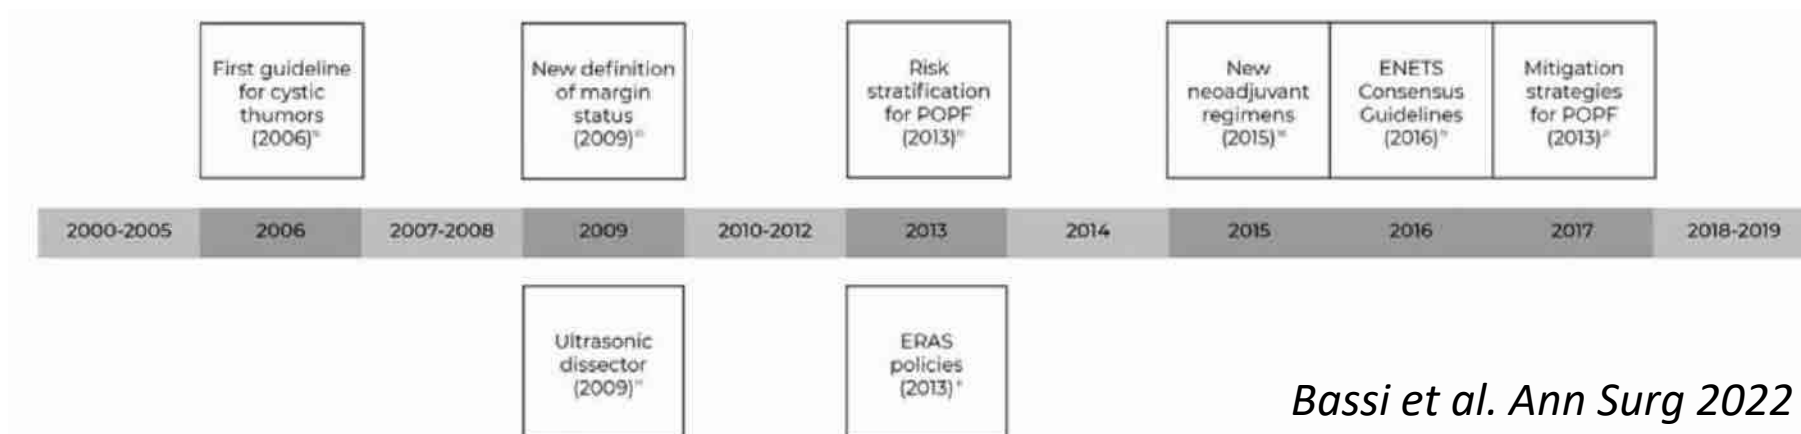 First guideline
for cystic
thumors
(2006)
New definition
of margin
status
(2009)
Risk
stratification
for POPF
(2013)
New
neoadjuvant
regimens
(2015)
ENETS
Consensus
Guidelines
(2016)
Mitigation
strategies
for POPF
(2013)
2000-2005
2006
2007-2008
2009
2010-2012
2013
2014
2015
2016
2017
2018-2019
Ultrasonic
dissector
(2009)
ERAS
policies
(2013)
Bassi et al. Ann Surg 2022